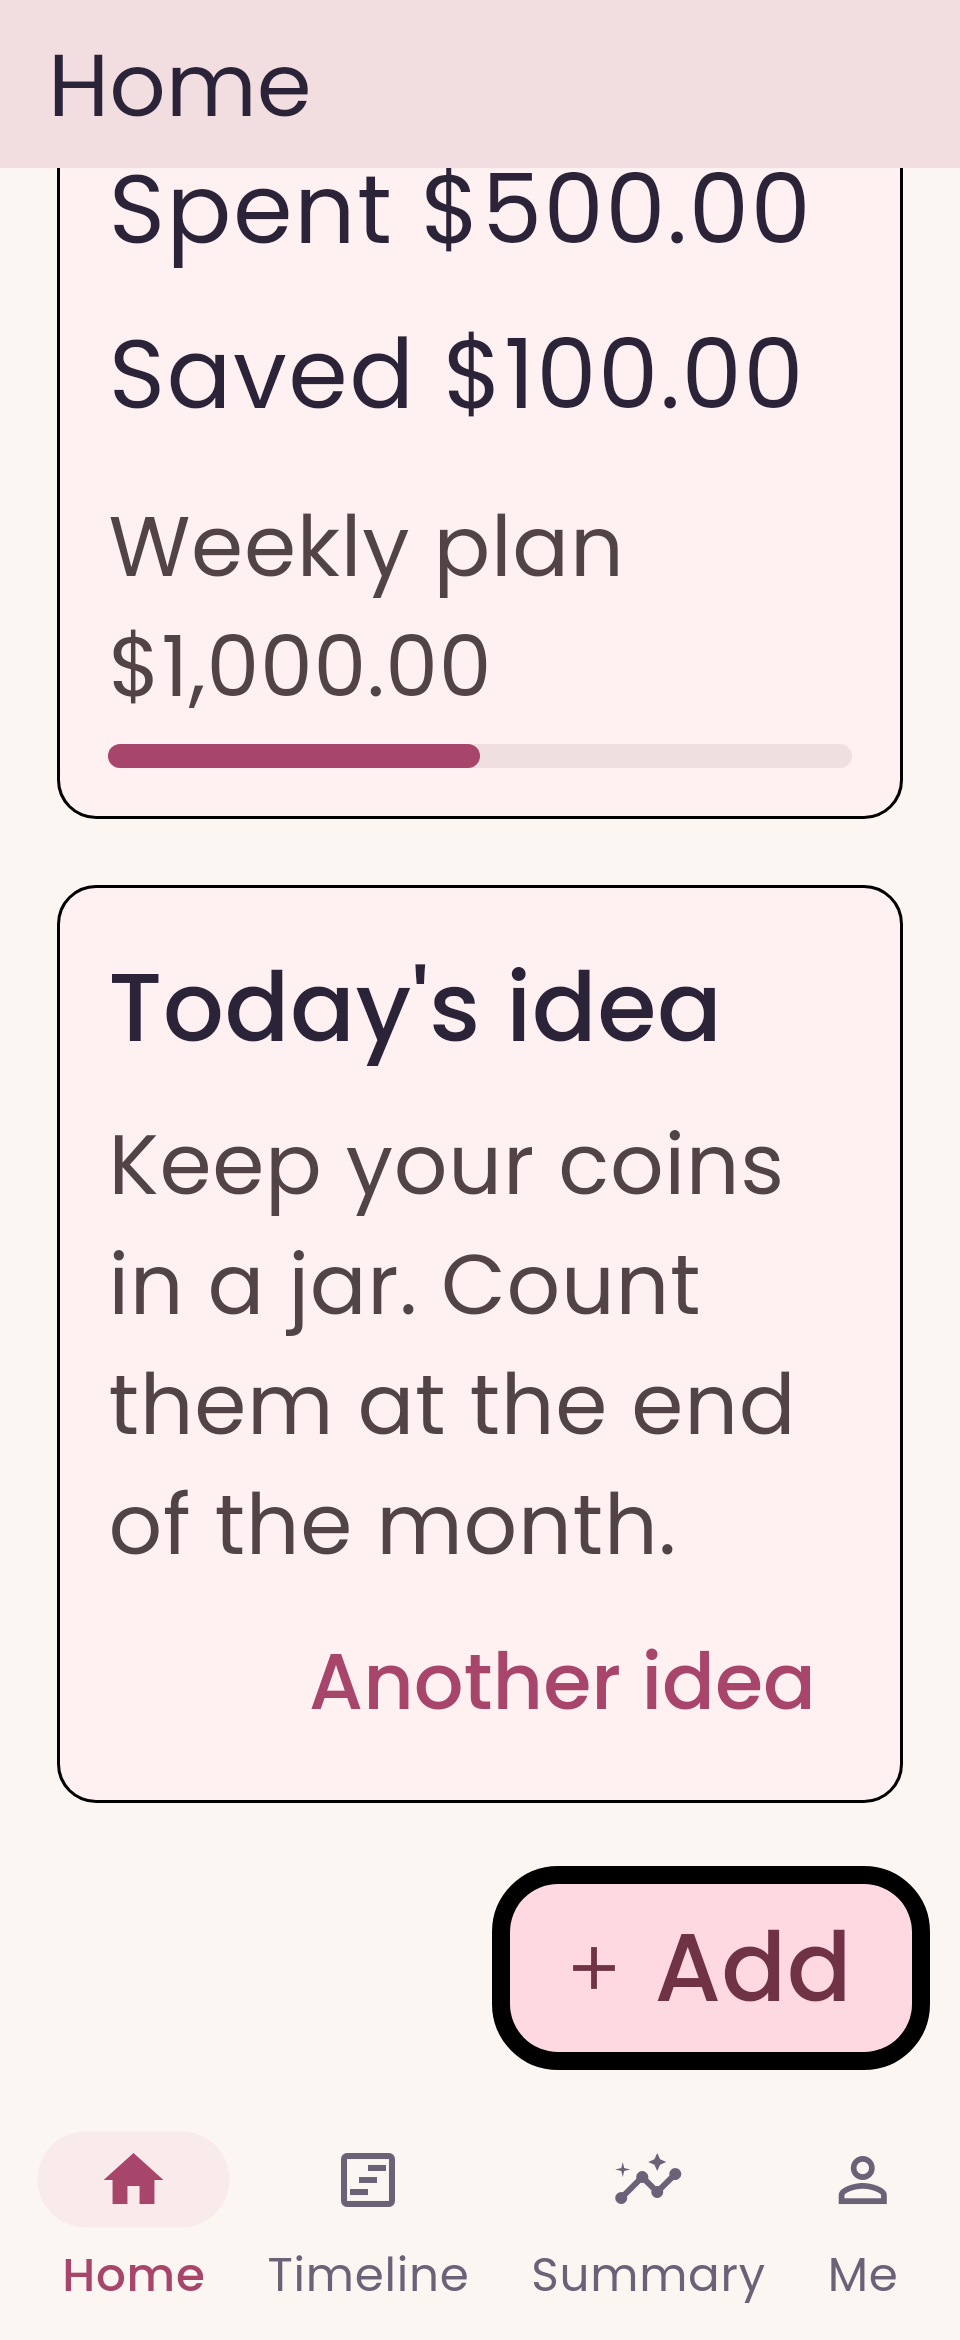 Home
Spent $500.00
Saved $100.00
Weekly plan
$1,000.00
Today's idea
Keep your coins
in a jar. Count
them at the end
of the month.
Another idea
+ Add
Home Timeline Summary Me